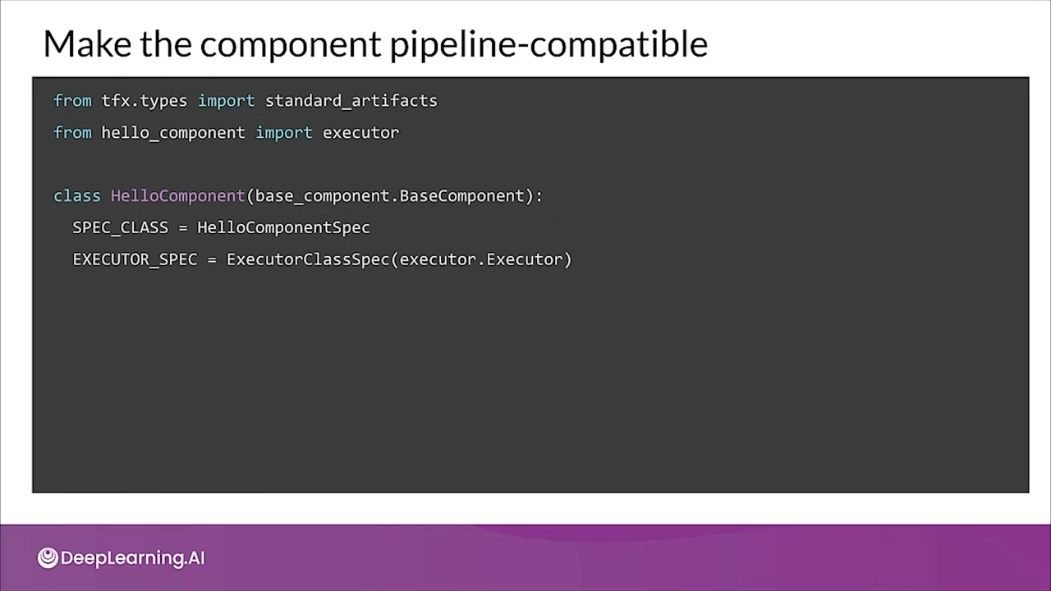 Make the component pipeline-compatible
from tfx.types import standard_artifacts
from hello_component import executor
class HelloComponent(base_component.BaseComponent):
SPEC_CLASS = HelloComponentSpec
EXECUTOR_SPEC = ExecutorClassSpec(executor.Executor)
DeepLearning.AI